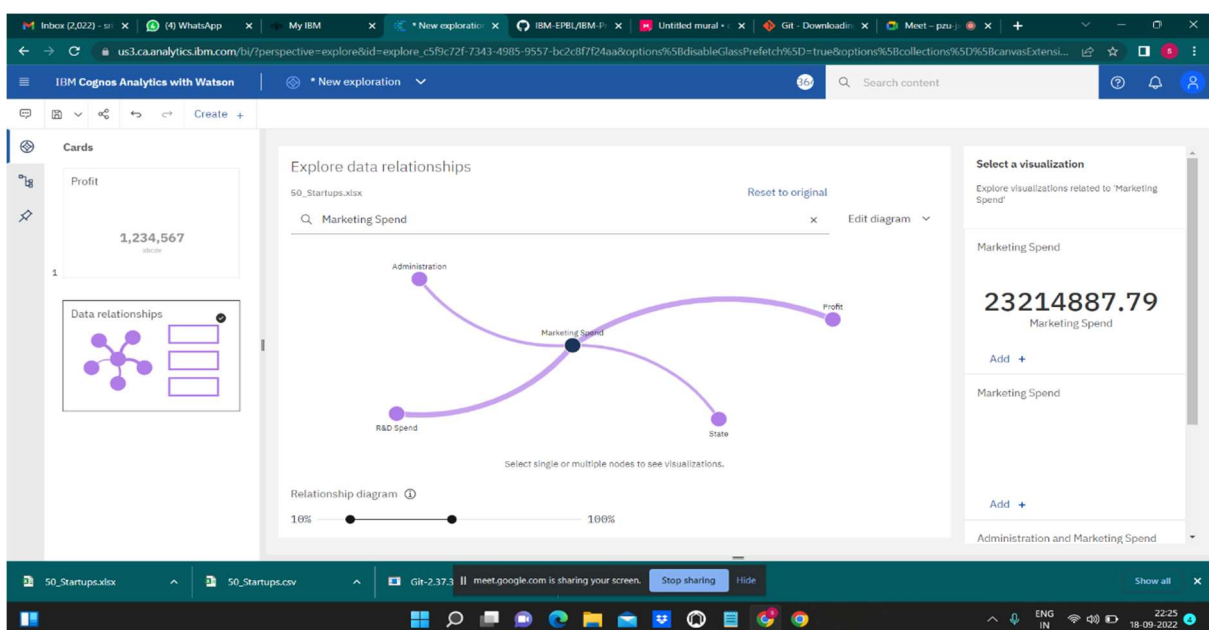 Inbox (2,022) - sn
(4) WhatsApp
My IBM
* New exploration
IBM-EPBL/IBM-P
Untitled mural •
Git - Downloadin
Meet – pzu-j
us3.ca.analytics.ibm.com/bi/?perspective=explore&id=explore_c5f9c72f-7343-4985-9557-bc2c8f7f24aa&options%5BdisableGlassPrefetch%5D=true&options%5Bcollections%5D%5BcanvasExtensi...
IBM Cognos Analytics with Watson
* New exploration
364
Search content
Create +
Cards
Profit
1,234,567
abcde
1
Data relationships
Explore data relationships
50_Startups.xlsx
Reset to original
Marketing Spend
Edit diagram
Administration
Profit
Marketing Spend
R&D Spend
State
Select single or multiple nodes to see visualizations.
Relationship diagram
10%
100%
Select a visualization
Explore visualizations related to 'Marketing
Spend'
Marketing Spend
23214887.79
Marketing Spend
Add +
Marketing Spend
Add +
Administration and Marketing Spend
50_Startups.xlsx
50_Startups.csv
Git-2.37.3
meet.google.com is sharing your screen.
Stop sharing
Hide
Show all
ENG
IN
22:25
18-09-2022
4